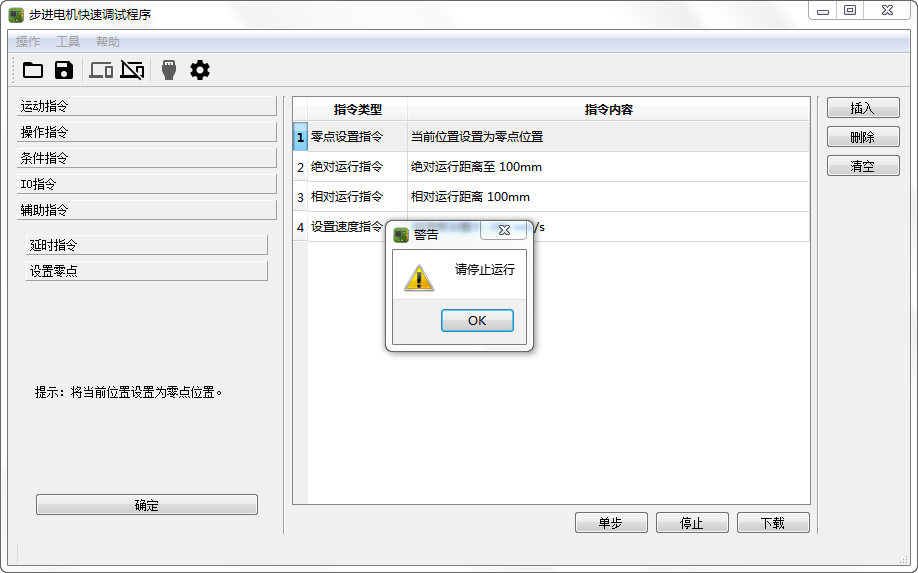 步进电机快速调试程序
操作 工具 帮助
运动指令
操作指令
条件指令
IO指令
辅助指令
延时指令
设置零点
提示：将当前位置设置为零点位置。
确定
指令类型 指令内容
1 零点设置指令 当前位置设置为零点位置
2 绝对运行指令 绝对运行距离至 100mm
3 相对运行指令 相对运行距离 100mm
4 设置速度指令 /s
警告
请停止运行
OK
单步 停止 下载
插入
删除
清空